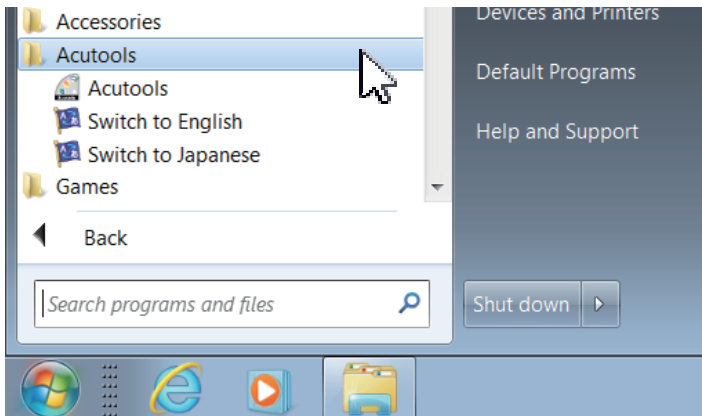 Accessories
Acutools
Acutools
Switch to English
Switch to Japanese
Games
Back
Search programs and files
Devices and Printers
Default Programs
Help and Support
Shut down